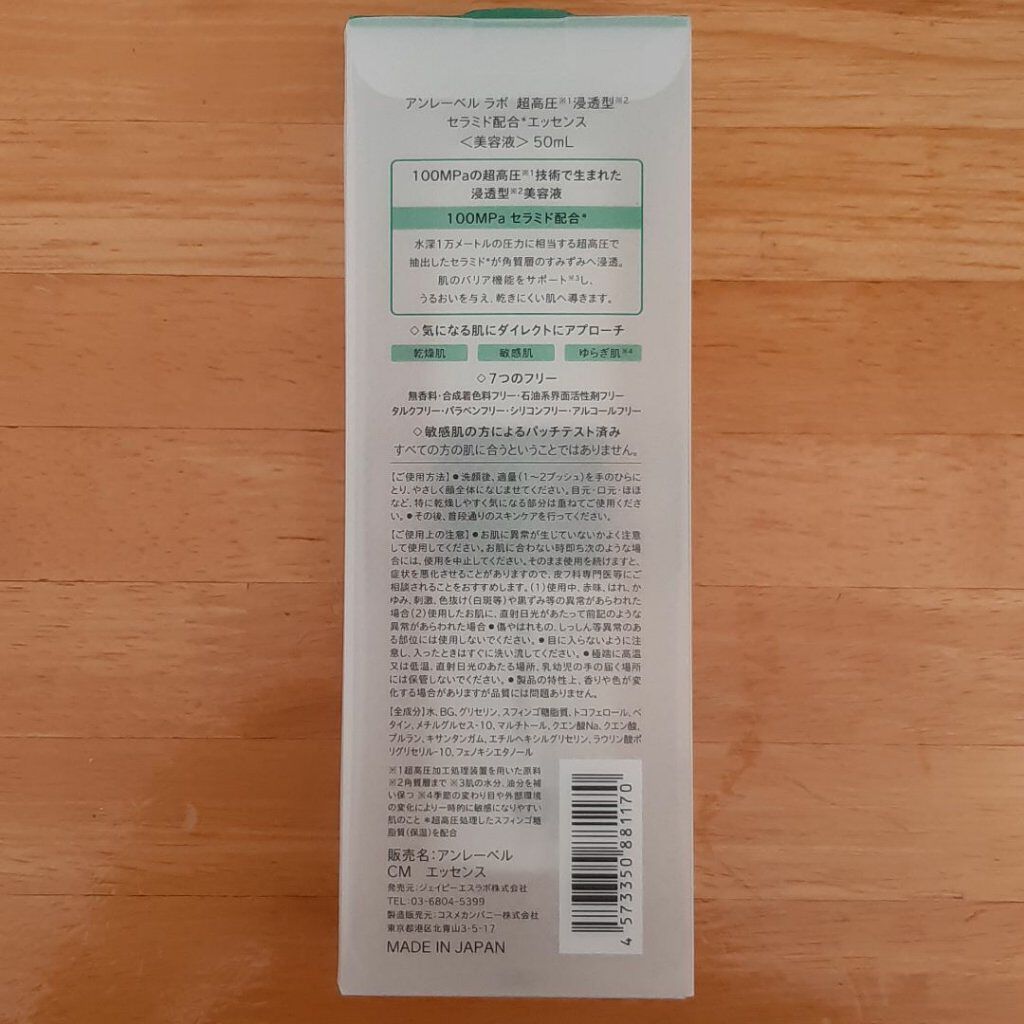 アンレーベル ラボ 超高圧※1浸透型※2
セラミド配合*エッセンス
＜美容液＞ 50mL
100MPaの超高圧※1技術で生まれた
浸透型※2美容液
100MPa セラミド配合*
水深1万メートルの圧力に相当する超高圧で
抽出したセラミド*が角質層のすみずみへ浸透。
肌のバリア機能をサポート※3し、
うるおいを与え、乾きにくい肌へ導きます。
◇気になる肌にダイレクトにアプローチ
乾燥肌 敏感肌 ゆらぎ肌※4
◇7つのフリー
無香料・合成着色料フリー・石油系界面活性剤フリー
タルクフリー・パラベンフリー・シリコンフリー・アルコールフリー
◇敏感肌の方によるパッチテスト済み
すべての方の肌に合うということではありません。
【ご使用方法】●洗顔後、適量(1〜2プッシュ)を手のひらに
とり、やさしく顔全体になじませてください。目元・口元・ほほ
など、特に乾燥しやすく気になる部分は重ねてご使用くださ
い。●その後、普段通りのスキンケアを行ってください。
【ご使用上の注意】●お肌に異常が生じていないかよく注意
して使用してください。お肌に合わない時即ち次のような場
合には、使用を中止してください。そのまま使用を続けますと、
症状を悪化させることがありますので、皮フ科専門医等にご
相談されることをおすすめします。(1)使用中、赤味、はれ、か
ゆみ、刺激、色抜け(白斑等)や黒ずみ等の異常があらわれた
場合(2)使用したお肌に、直射日光があたって前記のような
異常があらわれた場合●傷やはれもの、しっしん等異常のあ
る部位には使用しないでください。●目に入らないように注
意し、入ったときはすぐに洗い流してください。●極端に高温
又は低温、直射日光のあたる場所、乳幼児の手の届く場所
には保管しないでください。●製品の特性上、香りや色が変
化する場合がありますが品質には問題ありません。
【全成分】水、BG、グリセリン、スフィンゴ糖脂質、トコフェロール、ベ
タイン、メチルグルセス-10、マルチトール、クエン酸Na、クエン酸、
プルラン、キサンタンガム、エチルヘキシルグリセリン、ラウリン酸ポ
リグリセリル-10、フェノキシエタノール
※1超高圧加工処理装置を用いた原料
※2角質層まで ※3肌の水分、油分を補
い保つ ※4季節の変わり目や外部環境
の変化により一時的に敏感になりやすい
肌のこと *超高圧処理したスフィンゴ糖
脂質(保湿)を配合
販売名:アンレーベル
CM エッセンス
発売元:ジェイピーエスラボ株式会社
TEL:03-6804-5399
製造販売元:コスメカンパニー株式会社
東京都港区北青山3-5-17
MADE IN JAPAN
4 573350 881170